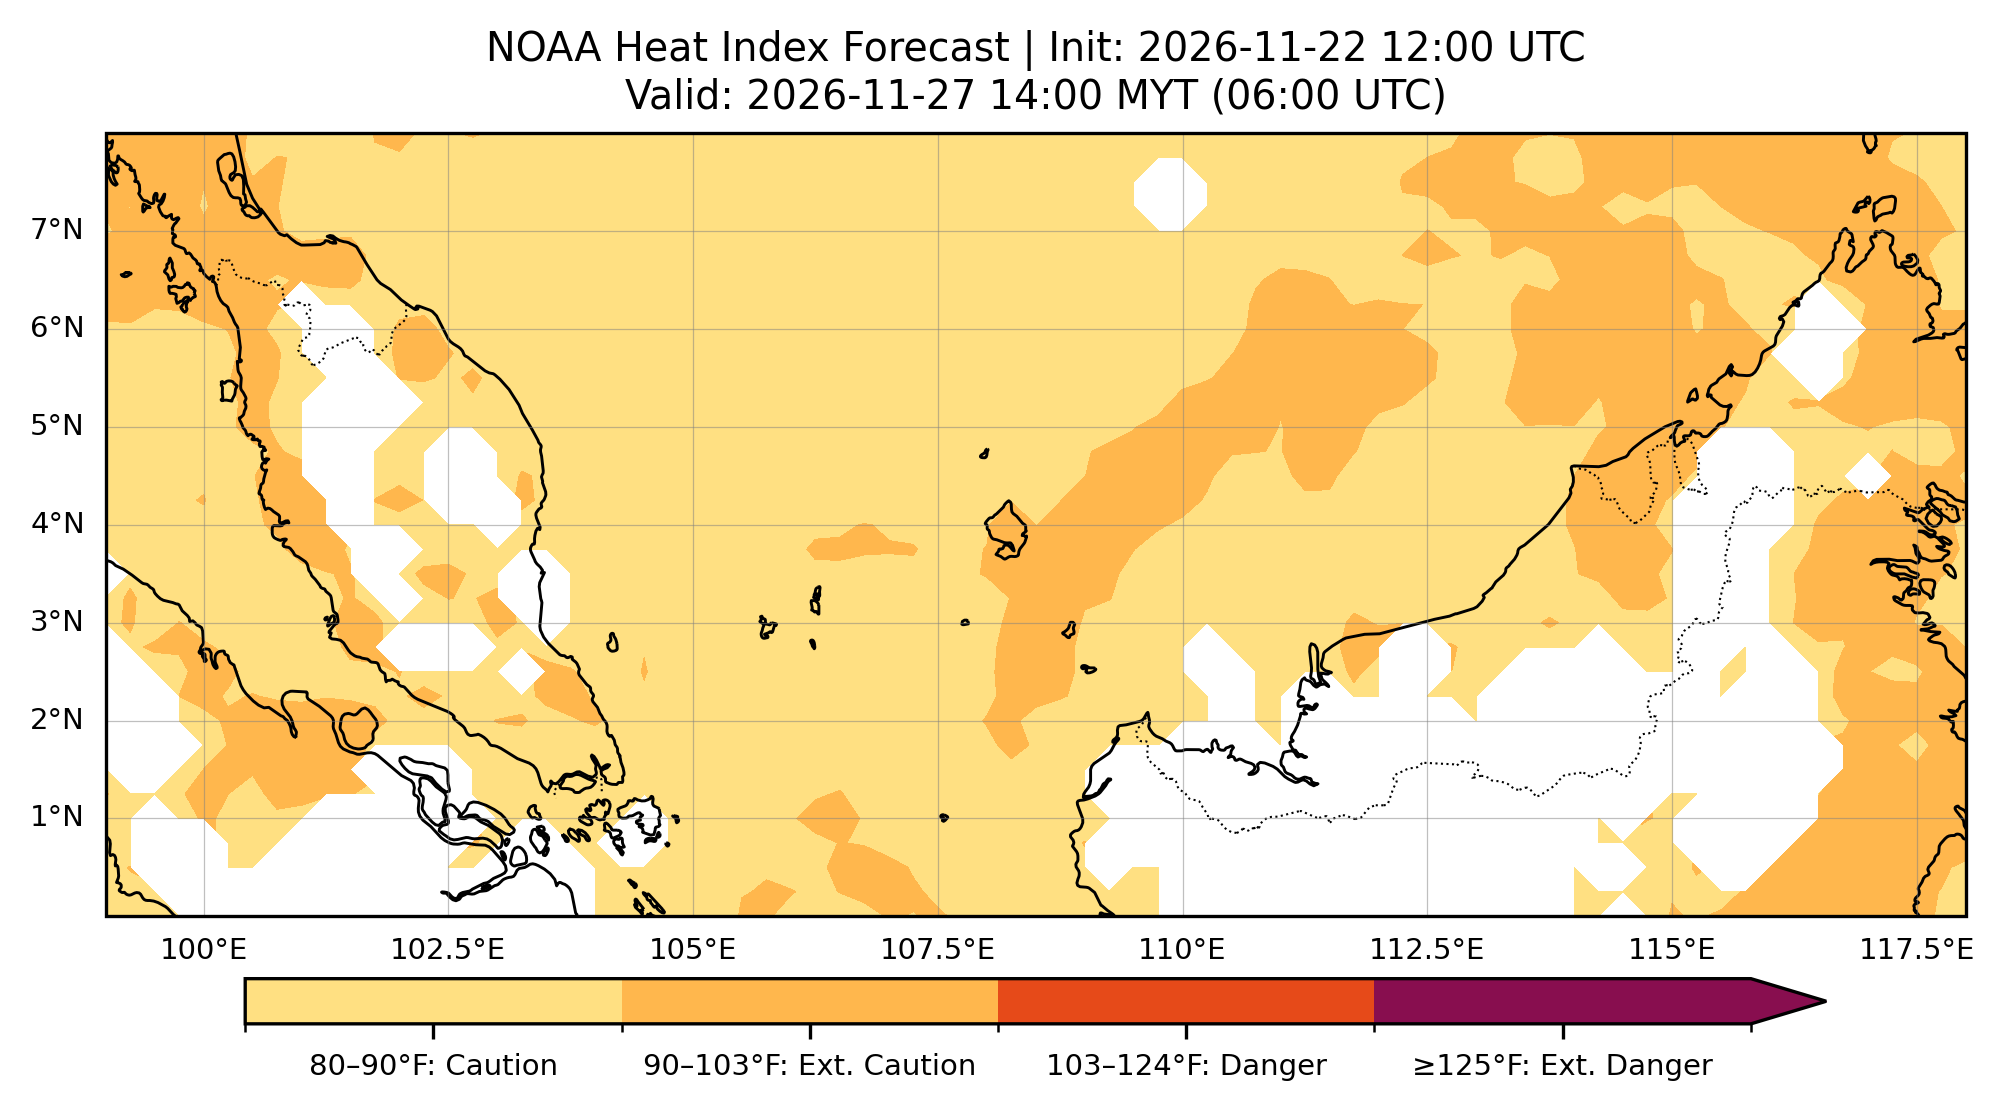 NOAA Heat Index Forecast | Init: 2026-11-22 12:00 UTC
Valid: 2026-11-27 14:00 MYT (06:00 UTC)
7°N
6°N
5°N
4°N
3°N
2°N
1°N
100°E 102.5°E 105°E 107.5°E 110°E 112.5°E 115°E 117.5°E
80–90°F: Caution 90–103°F: Ext. Caution 103–124°F: Danger ≥125°F: Ext. Danger